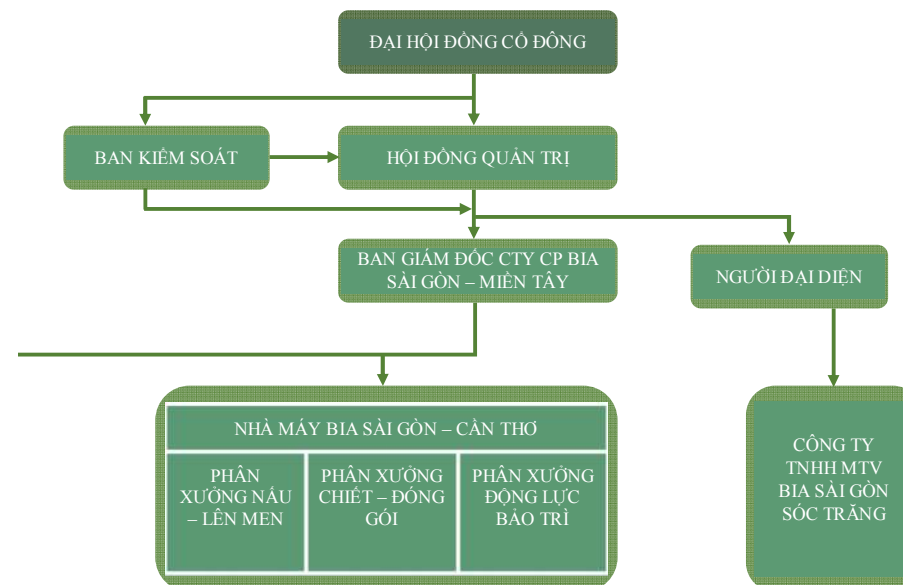 ĐẠI HỘI ĐỒNG CỔ ĐÔNG
BAN KIỂM SOÁT
HỘI ĐỒNG QUẢN TRỊ
BAN GIÁM ĐỐC CTY CP BIA
SÀI GÒN – MIỀN TÂY
NGƯỜI ĐẠI DIỆN
NHÀ MÁY BIA SÀI GÒN – CẦN THƠ
PHÂN
XƯỞNG NẤU
– LÊN MEN
PHÂN XƯỞNG
CHIẾT – ĐÓNG
GÓI
PHÂN XƯỞNG
ĐỘNG LỰC
BẢO TRÌ
CÔNG TY
TNHH MTV
BIA SÀI GÒN
SÓC TRĂNG